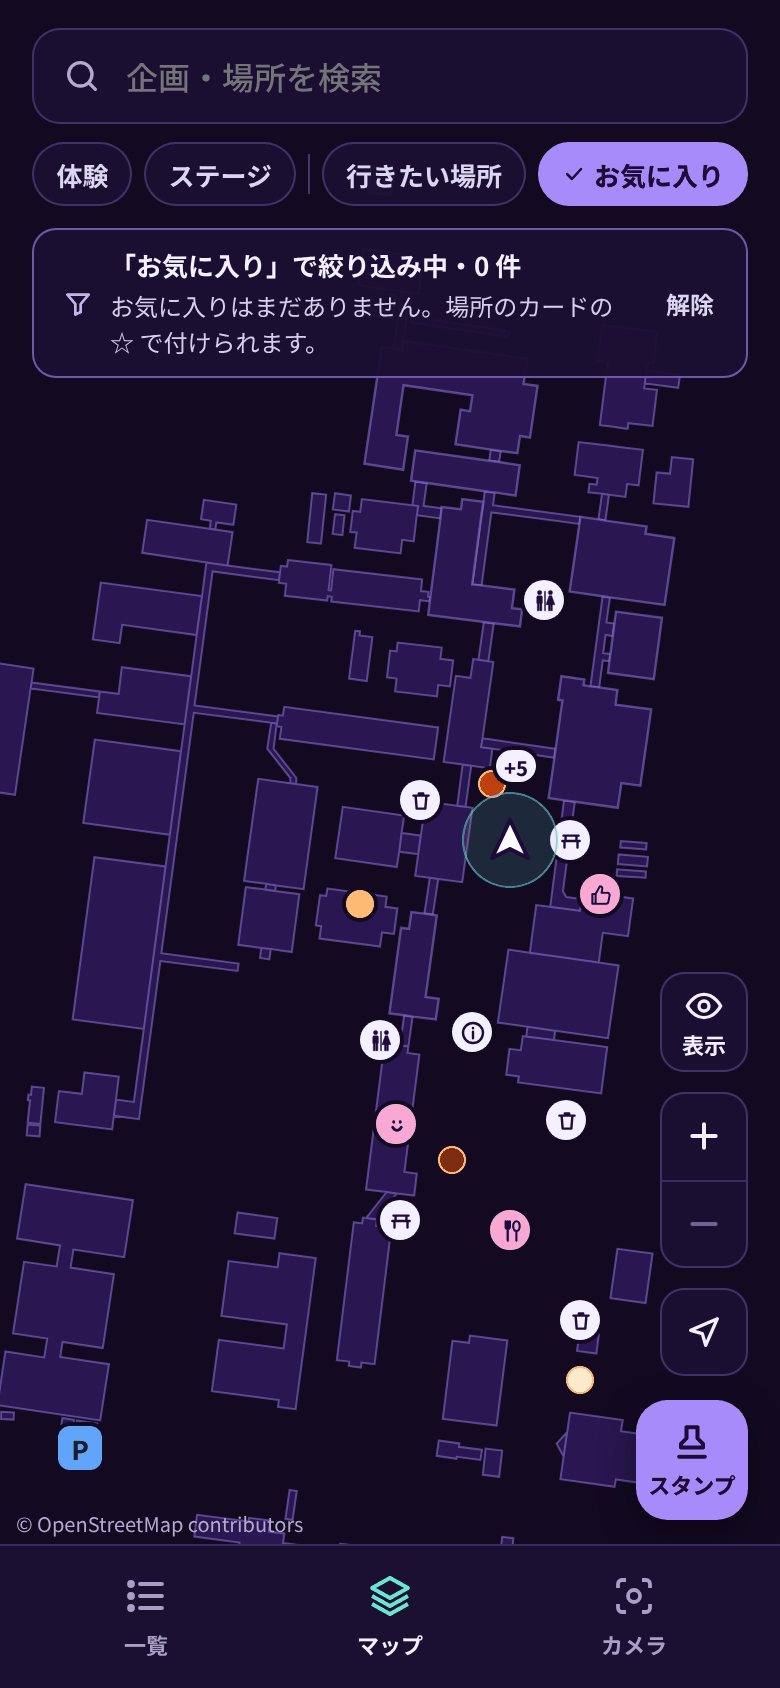 企画・場所を検索
体験
ステージ
行きたい場所
お気に入り
「お気に入り」で絞り込み中・0 件
お気に入りはまだありません。場所のカードの
☆ で付けられます。
解除
+5
表示
P
スタンプ
© OpenStreetMap contributors
一覧
マップ
カメラ